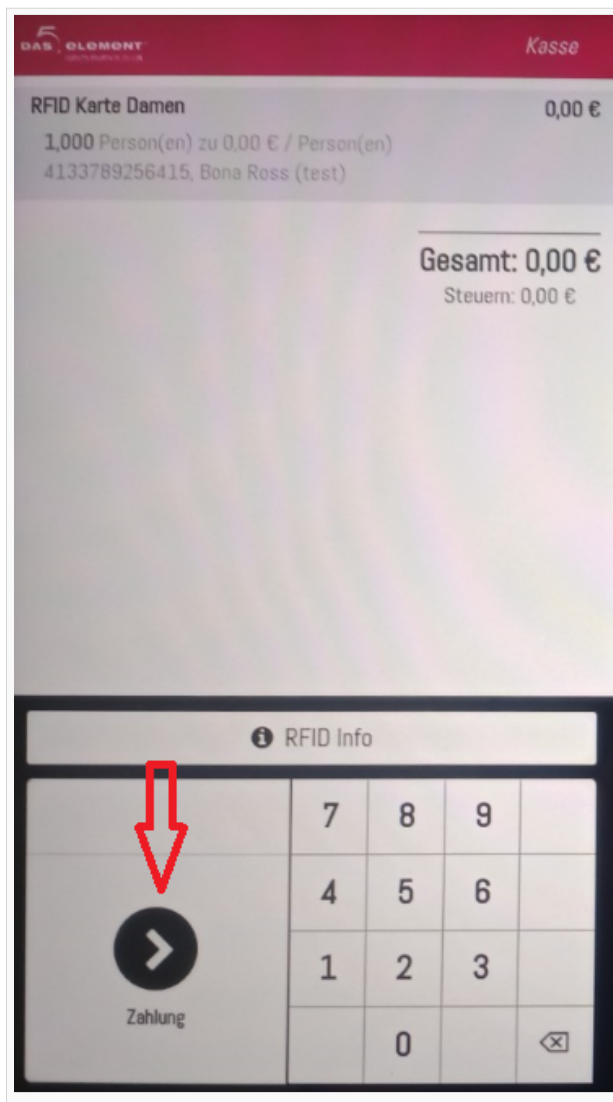 DAS 5 ELEMENT
Kasse
RFID Karte Damen 0,00 €
1,000 Person(en) zu 0,00 € / Person(en)
4133789256415, Bona Ross (test)
Gesamt: 0,00 €
Steuern: 0,00 €
RFID Info
7 8 9
4 5 6
1 2 3
Zahlung
0